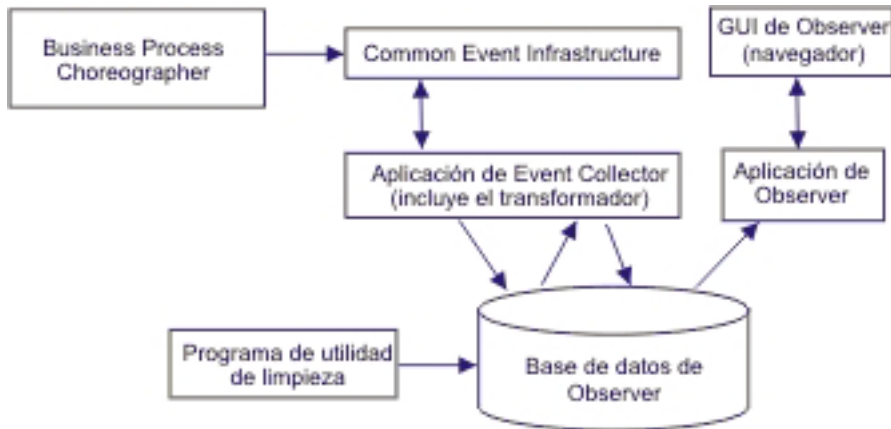 Business Process
Choreographer
Common Event Infrastructure
GUI de Observer
(navegador)
Aplicación de Event Collector
(incluye el transformador)
Aplicación de
Observer
Programa de utilidad
de limpieza
Base de datos de
Observer